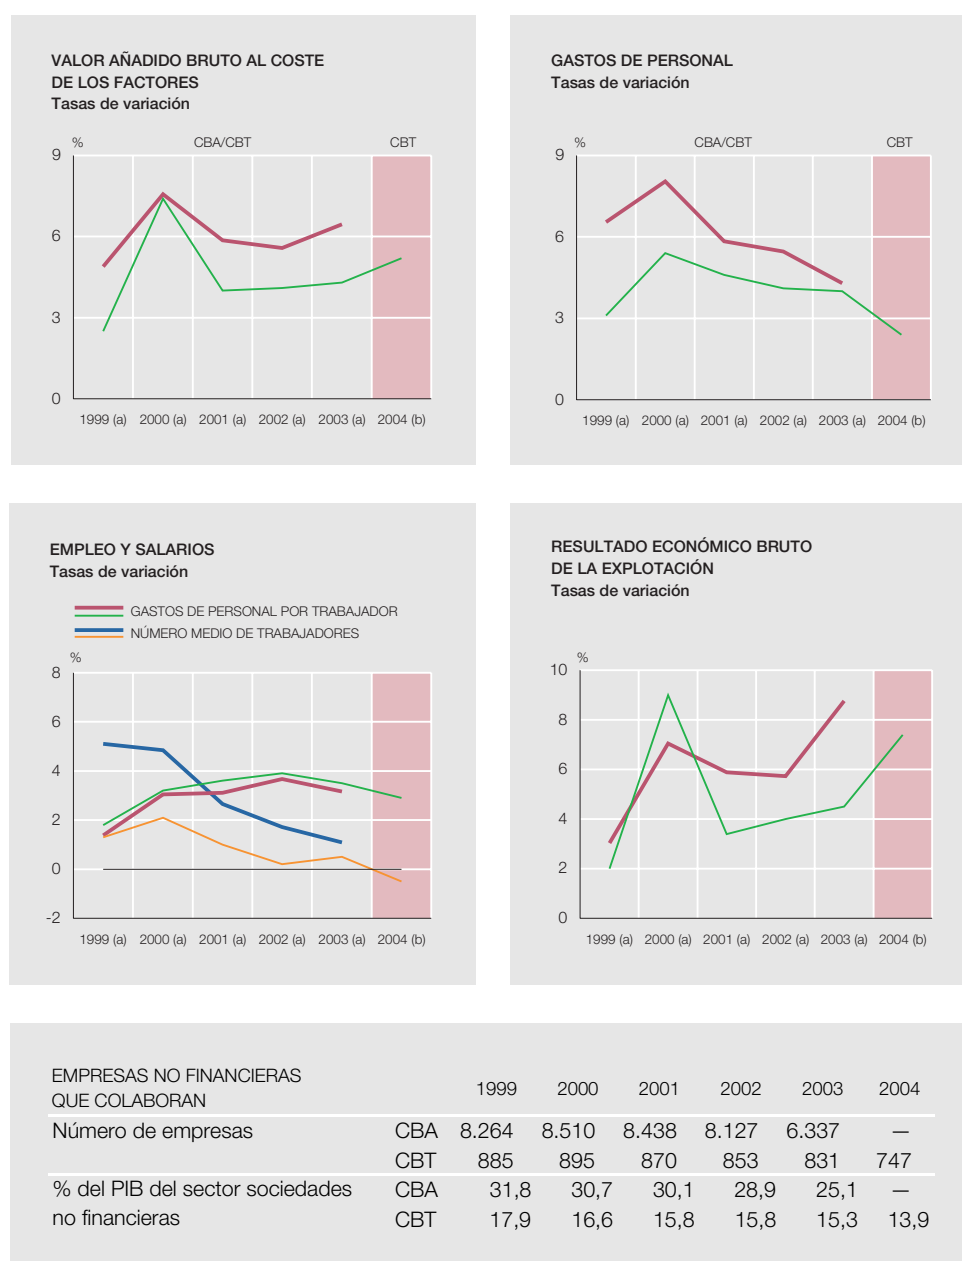 VALOR AÑADIDO BRUTO AL COSTE
DE LOS FACTORES
Tasas de variación
% CBA/CBT CBT
9
6
3
0
1999 (a) 2000 (a) 2001 (a) 2002 (a) 2003 (a) 2004 (b)
GASTOS DE PERSONAL
Tasas de variación
% CBA/CBT CBT
9
6
3
0
1999 (a) 2000 (a) 2001 (a) 2002 (a) 2003 (a) 2004 (b)
EMPLEO Y SALARIOS
Tasas de variación
GASTOS DE PERSONAL POR TRABAJADOR
NÚMERO MEDIO DE TRABAJADORES
%
8
6
4
2
0
-2
1999 (a) 2000 (a) 2001 (a) 2002 (a) 2003 (a) 2004 (b)
RESULTADO ECONÓMICO BRUTO
DE LA EXPLOTACIÓN
Tasas de variación
%
10
8
6
4
2
0
1999 (a) 2000 (a) 2001 (a) 2002 (a) 2003 (a) 2004 (b)
EMPRESAS NO FINANCIERAS
QUE COLABORAN
1999 2000 2001 2002 2003 2004
Número de empresas CBA 8.264 8.510 8.438 8.127 6.337 —
CBT 885 895 870 853 831 747
% del PIB del sector sociedades CBA 31,8 30,7 30,1 28,9 25,1 —
no financieras CBT 17,9 16,6 15,8 15,8 15,3 13,9